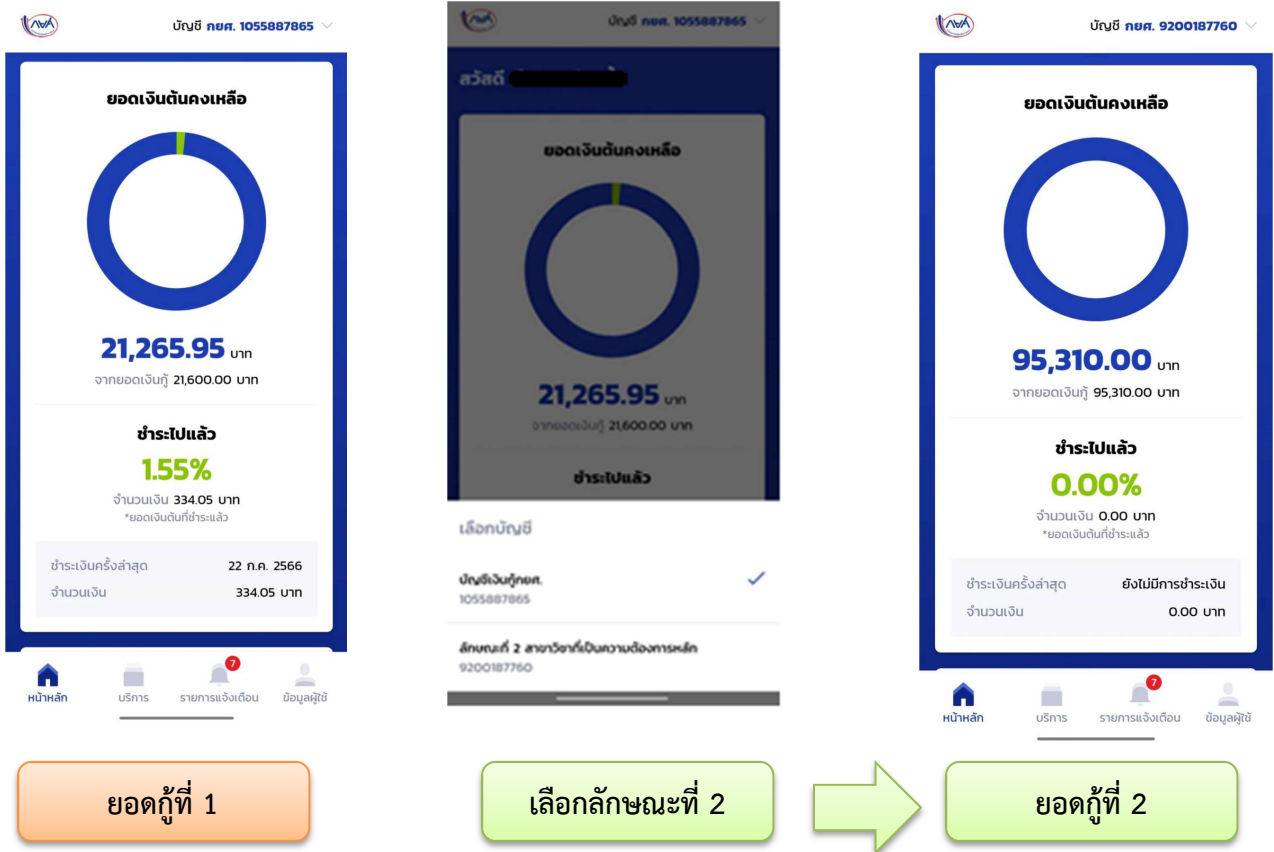 บัญชี กยศ. 1055887865
ยอดเงินต้นคงเหลือ
21,265.95 บาท
จากยอดเงินกู้ 21,600.00 บาท
ชำระไปแล้ว
1.55%
จำนวนเงิน 334.05 บาท
*ยอดเงินต้นที่ชำระแล้ว
ชำระเงินครั้งล่าสุด 22 ก.ค. 2566
จำนวนเงิน 334.05 บาท
หน้าหลัก บริการ 7 รายการแจ้งเตือน ข้อมูลผู้ใช้
ยอดกู้ที่ 1
บัญชี กยศ. 1055887865
สวัสดี
ยอดเงินต้นคงเหลือ
21,265.95 บาท
จากยอดเงินกู้ 21,600.00 บาท
ชำระไปแล้ว
เลือกบัญชี
บัญชีเงินกู้กยศ.
1055887865
ลักษณะที่ 2 สาขาวิชาที่เป็นความต้องการหลัก
9200187760
เลือกลักษณะที่ 2
บัญชี กยศ. 9200187760
ยอดเงินต้นคงเหลือ
95,310.00 บาท
จากยอดเงินกู้ 95,310.00 บาท
ชำระไปแล้ว
0.00%
จำนวนเงิน 0.00 บาท
*ยอดเงินต้นที่ชำระแล้ว
ชำระเงินครั้งล่าสุด ยังไม่มีการชำระเงิน
จำนวนเงิน 0.00 บาท
หน้าหลัก บริการ 7 รายการแจ้งเตือน ข้อมูลผู้ใช้
ยอดกู้ที่ 2